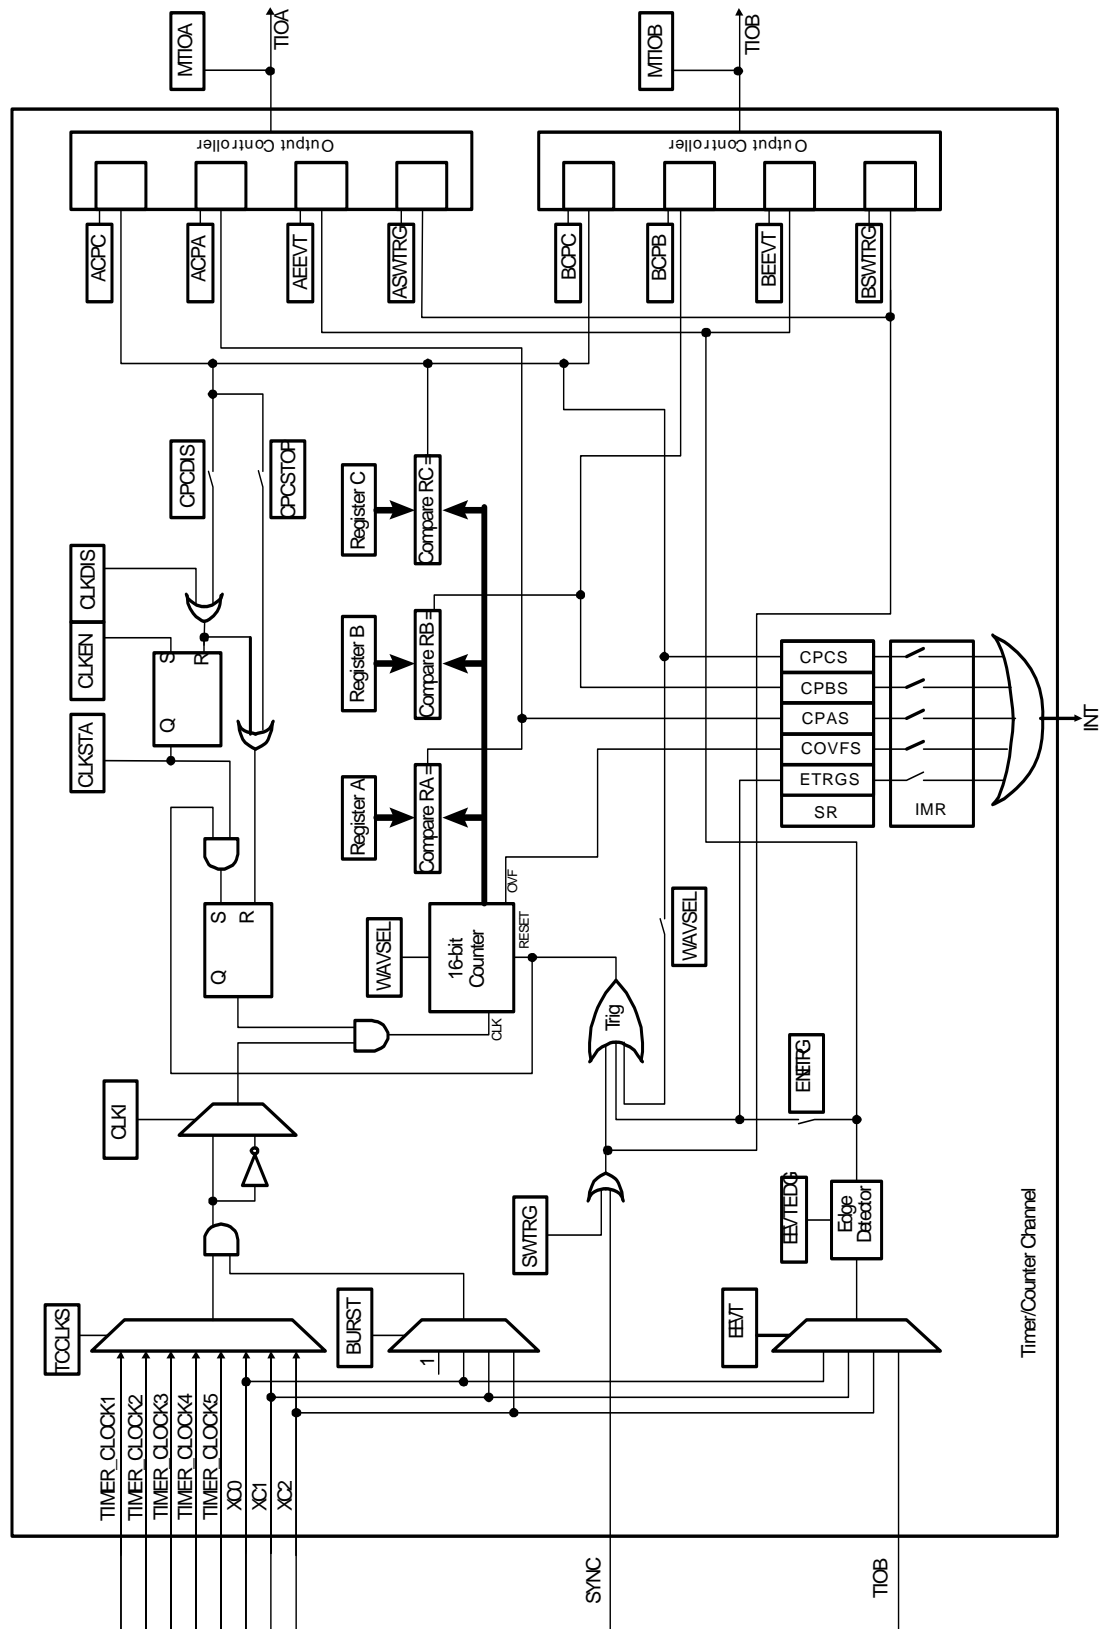 TIMER_CLOCK1
TIMER_CLOCK2
TIMER_CLOCK3
TIMER_CLOCK4
TIMER_CLOCK5
XC0
XC1
XC2
TCCLKS
CLKI
CLKSTA
CLKEN
CLKDIS
Q
S
R
Q
S
R
CPCDIS
CPCSTOP
ACPC
ACPA
AEEVT
ASWTRG
Output Controller
MTIOA
TIOA
BURST
1
WAVSEL
16-bit
Counter
CLK
RESET
OVF
Register A
Register B
Register C
Compare RA =
Compare RB =
Compare RC =
SYNC
SWTRG
Trig
WAVSEL
BCPC
BCPB
BEEVT
BSWTRG
Output Controller
MTIOB
TIOB
TIOB
EEVT
EEVTEDG
Edge
Detector
ENETRG
CPCS
CPBS
CPAS
COVFS
ETRGS
SR
IMR
INT
Timer/Counter Channel